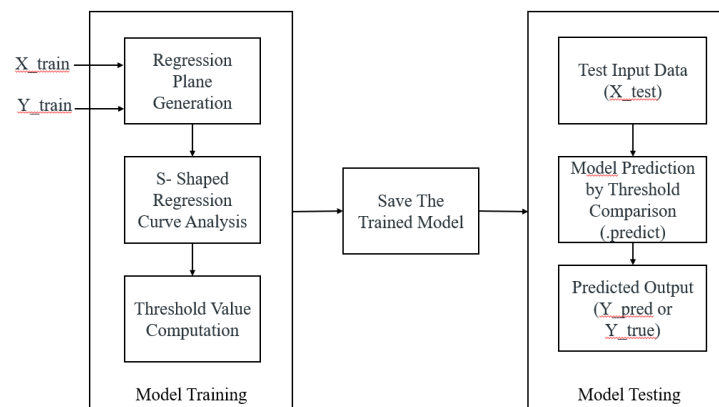 X_train
Y_train
Regression
Plane
Generation
S- Shaped
Regression
Curve Analysis
Threshold Value
Computation
Model Training
Save The
Trained Model
Test Input Data
(X_test)
Model Prediction
by Threshold
Comparison
(.predict)
Predicted Output
(Y_pred or
Y_true)
Model Testing